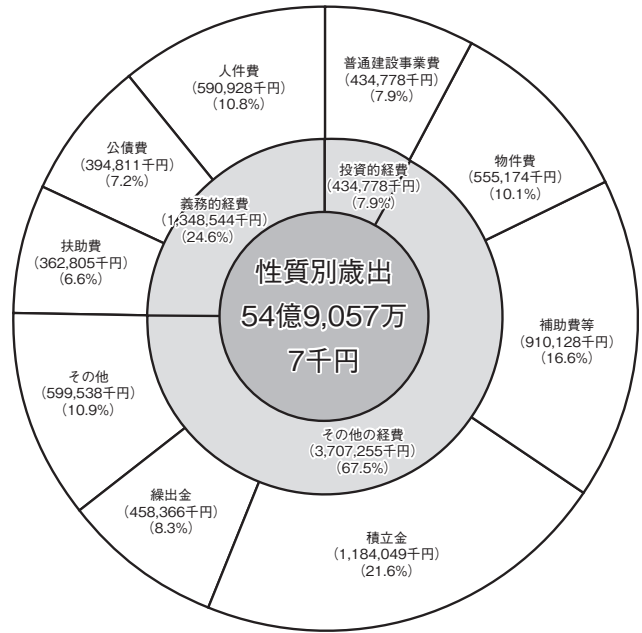 人件費
(590,928千円)
(10.8%)
普通建設事業費
(434,778千円)
(7.9%)
公債費
(394,811千円)
(7.2%)
物件費
(555,174千円)
(10.1%)
投資的経費
(434,778千円)
(7.9%)
義務的経費
(1,348,544千円)
(24.6%)
扶助費
(362,805千円)
(6.6%)
性質別歳出
54億9,057万
7千円
補助費等
(910,128千円)
(16.6%)
その他
(599,538千円)
(10.9%)
その他の経費
(3,707,255千円)
(67.5%)
繰出金
(458,366千円)
(8.3%)
積立金
(1,184,049千円)
(21.6%)